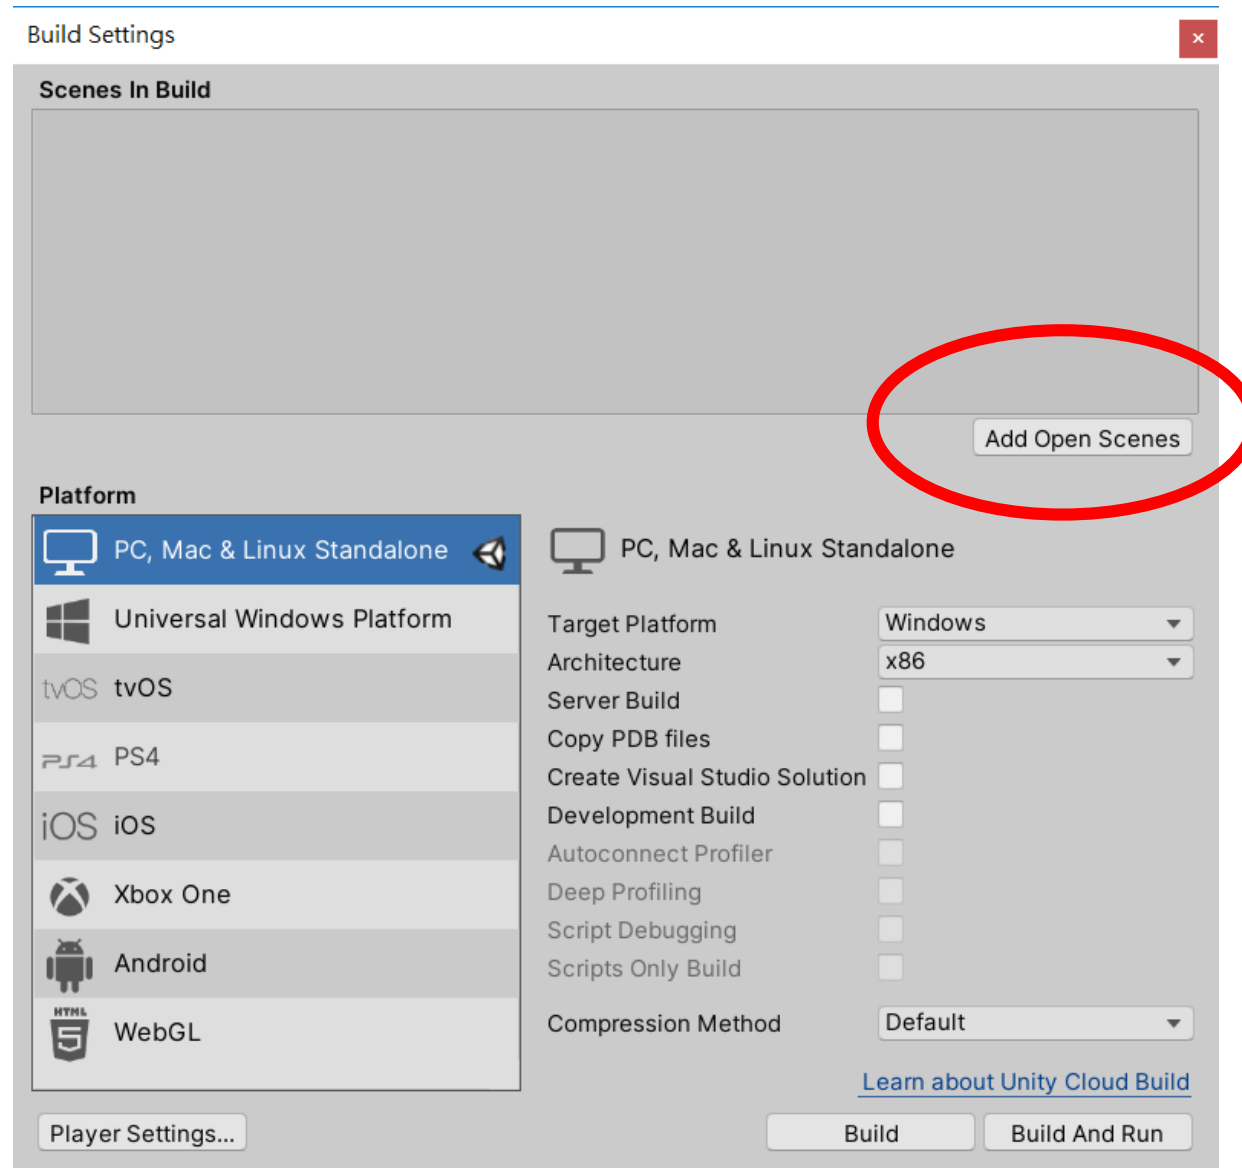 Build Settings
×
Scenes In Build
Add Open Scenes
Platform
PC, Mac & Linux Standalone
Universal Windows Platform
tvOS tvOS
PS4 PS4
iOS iOS
Xbox One
Android
HTML 5 WebGL
PC, Mac & Linux Standalone
Target Platform Windows
Architecture x86
Server Build
Copy PDB files
Create Visual Studio Solution
Development Build
Autoconnect Profiler
Deep Profiling
Script Debugging
Scripts Only Build
Compression Method Default
Learn about Unity Cloud Build
Player Settings... Build Build And Run